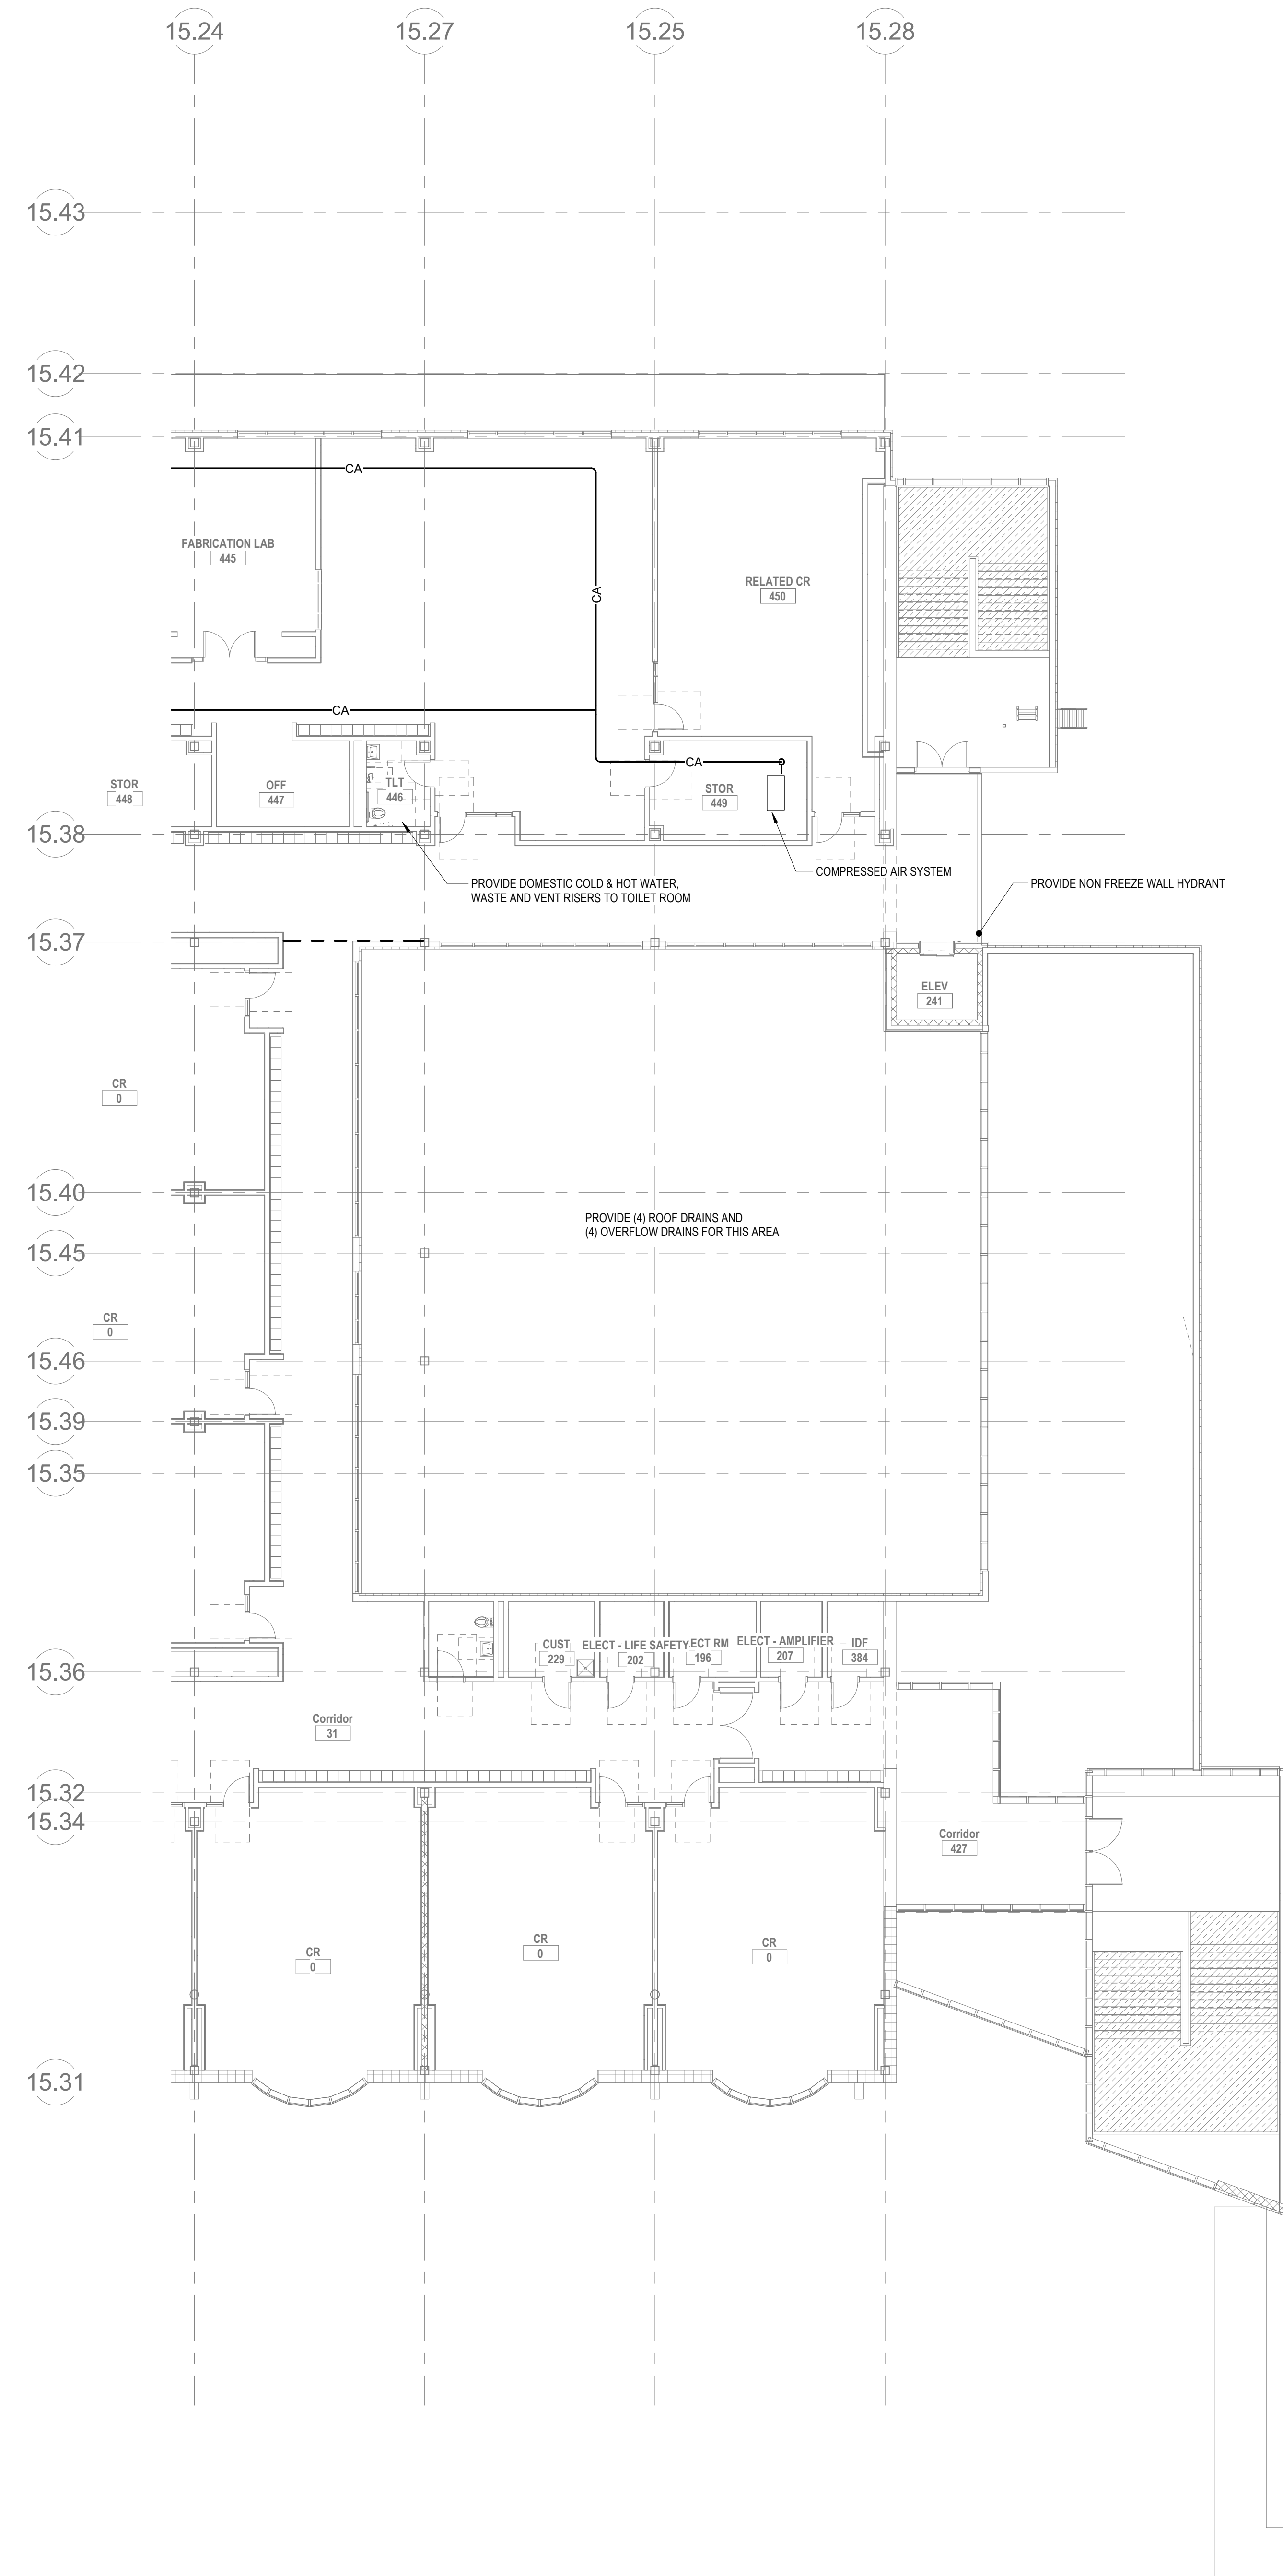 15.24
15.27
15.25
15.28
15.43
15.42
15.41
CA
FABRICATION LAB
445
RELATED CR
450
CA
CA
CA
STOR
448
OFF
447
TLT
446
STOR
449
15.38
COMPRESSED AIR SYSTEM
PROVIDE DOMESTIC COLD & HOT WATER,
WASTE AND VENT RISERS TO TOILET ROOM
PROVIDE NON FREEZE WALL HYDRANT
15.37
ELEV
241
CR
0
15.40
PROVIDE (4) ROOF DRAINS AND
(4) OVERFLOW DRAINS FOR THIS AREA
15.45
CR
0
15.46
15.39
15.35
15.36
CUST
229
ELECT - LIFE SAFETY
202
ECT RM
196
ELECT - AMPLIFIER
207
IDF
384
Corridor
31
15.32
15.34
Corridor
427
CR
0
CR
0
CR
0
15.31